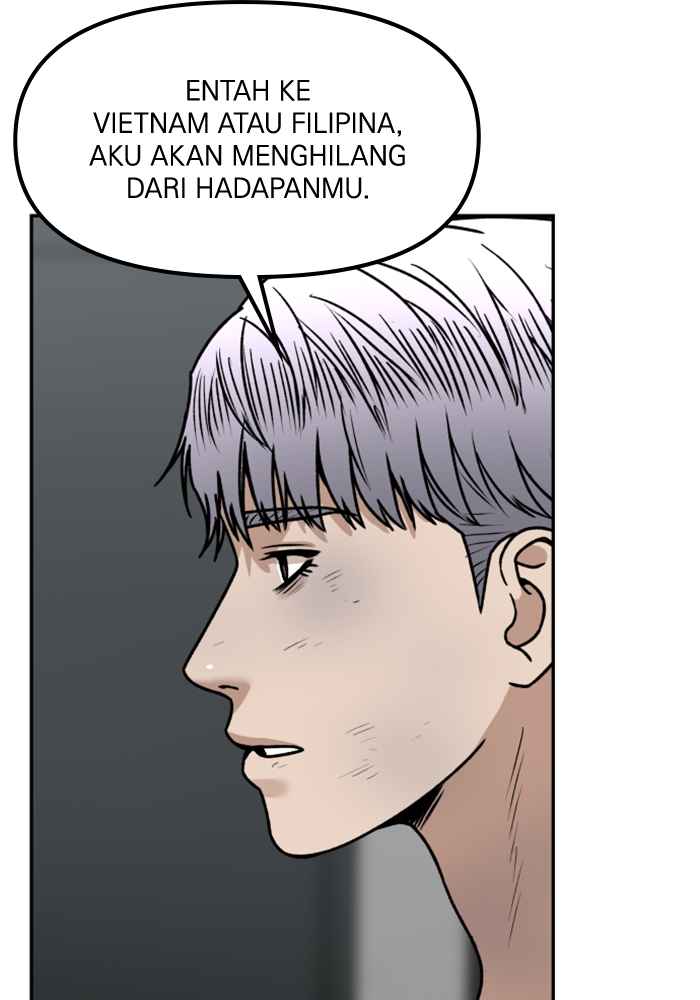 ENTAH KE
VIETNAM ATAU FILIPINA,
AKU AKAN MENGHILANG
DARI HADAPANMU.